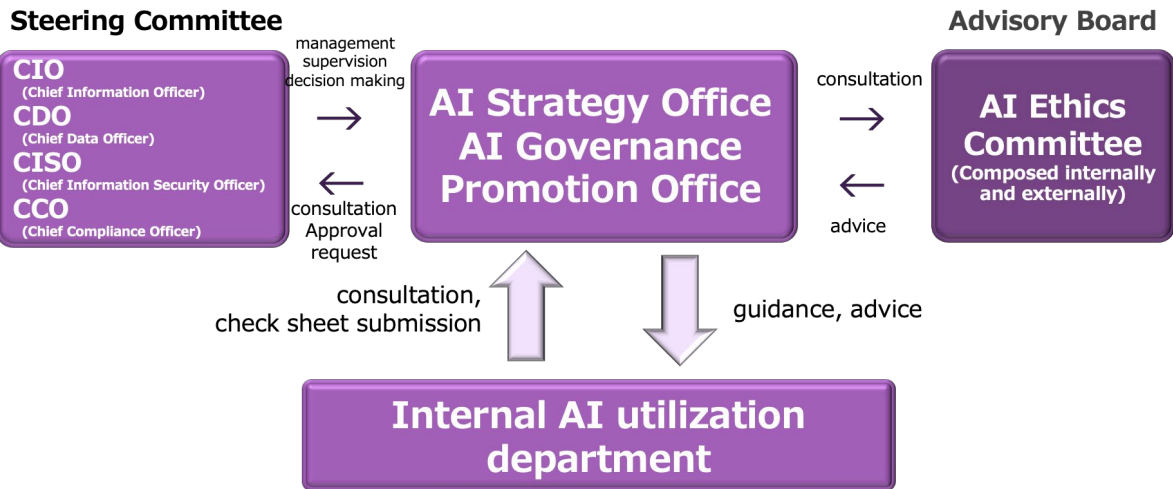 Steering Committee
CIO
(Chief Information Officer)
CDO
(Chief Data Officer)
CISO
(Chief Information Security Officer)
CCO
(Chief Compliance Officer)
management
supervision
decision making
→
←
consultation
Approval
request
AI Strategy Office
AI Governance
Promotion Office
consultation
→
←
advice
Advisory Board
AI Ethics
Committee
(Composed internally
and externally)
consultation,
check sheet submission
guidance, advice
Internal AI utilization
department